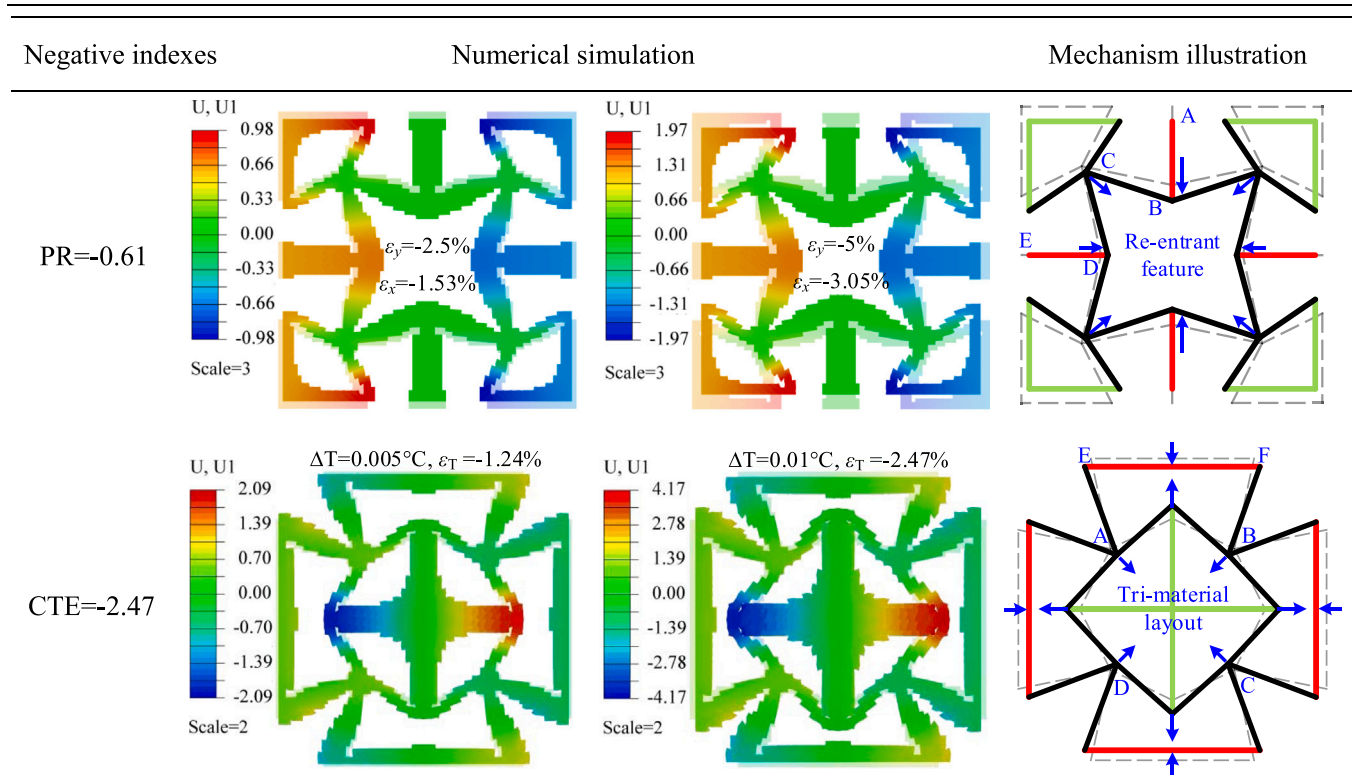 Negative indexes Numerical simulation Mechanism illustration
PR=-0.61
U, U1
0.98
0.66
0.33
0.00
-0.33
-0.66
-0.98
Scale=3
εy=-2.5%
εx=-1.53%
U, U1
1.97
1.31
0.66
0.00
-0.66
-1.31
-1.97
Scale=3
εy=-5%
εx=-3.05%
A
C
B
E
D
Re-entrant
feature
CTE=-2.47
U, U1
2.09
1.39
0.70
0.00
-0.70
-1.39
-2.09
Scale=2
ΔT=0.005°C, εT =-1.24%
U, U1
4.17
2.78
1.39
0.00
-1.39
-2.78
-4.17
Scale=2
ΔT=0.01°C, εT =-2.47%
E F
A B
Tri-material
layout
D C